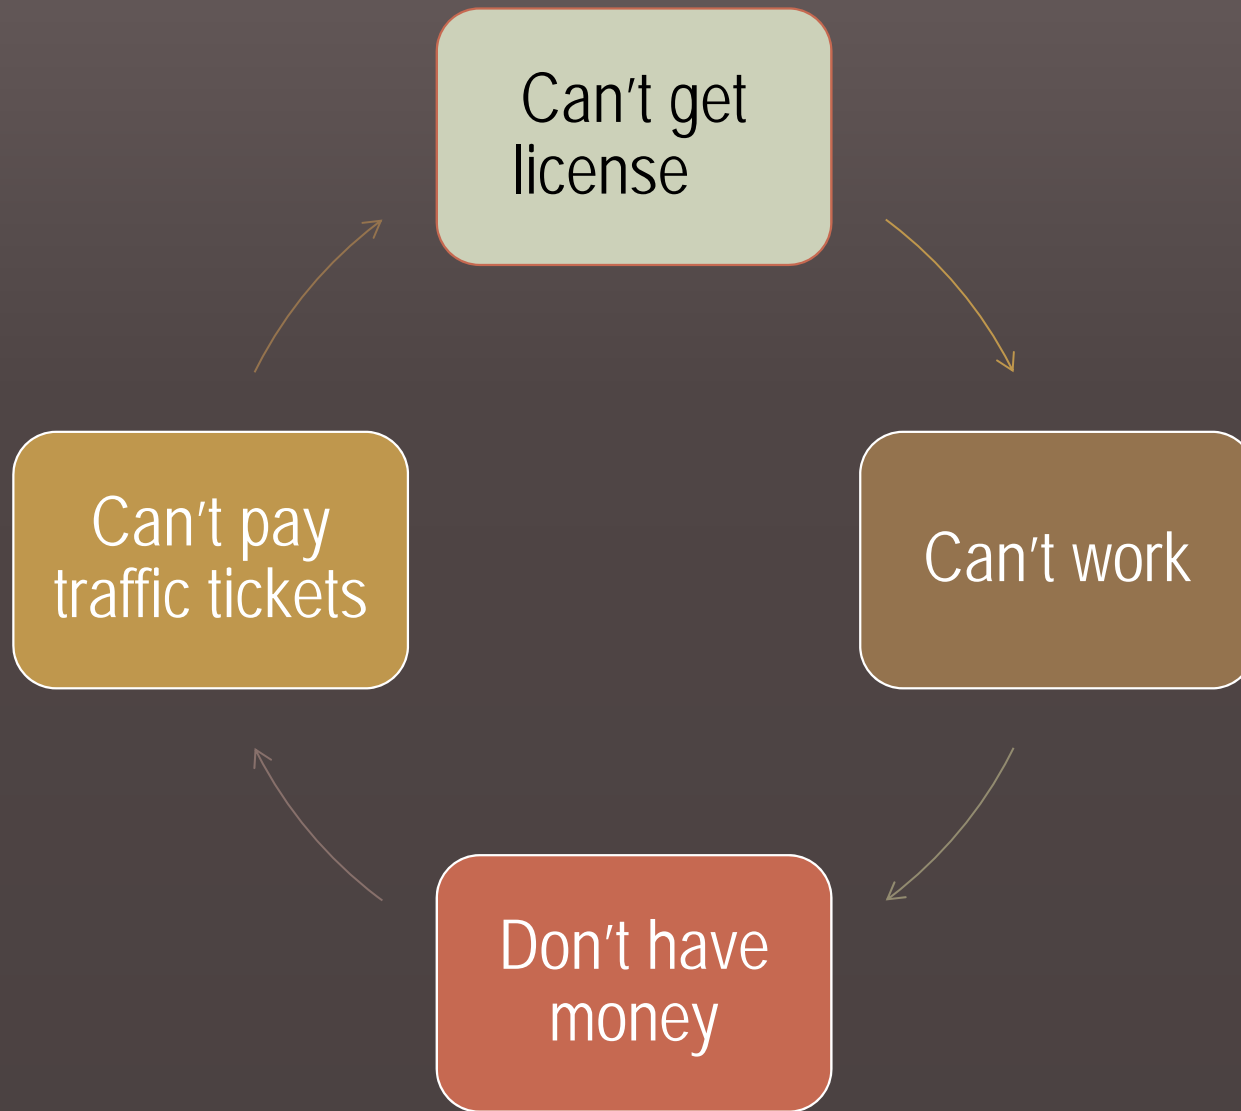 Can't get
license
Can't pay
traffic tickets
Can't work
Don't have
money